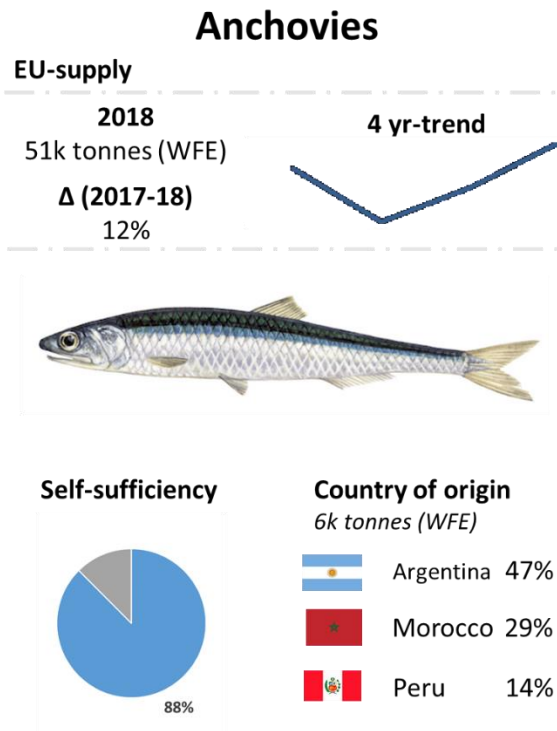 Anchovies
EU-supply
2018
51k tonnes (WFE)
Δ (2017-18)
12%
4 yr-trend
Self-sufficiency
88%
Country of origin
6k tonnes (WFE)
Argentina 47%
Morocco 29%
Peru 14%